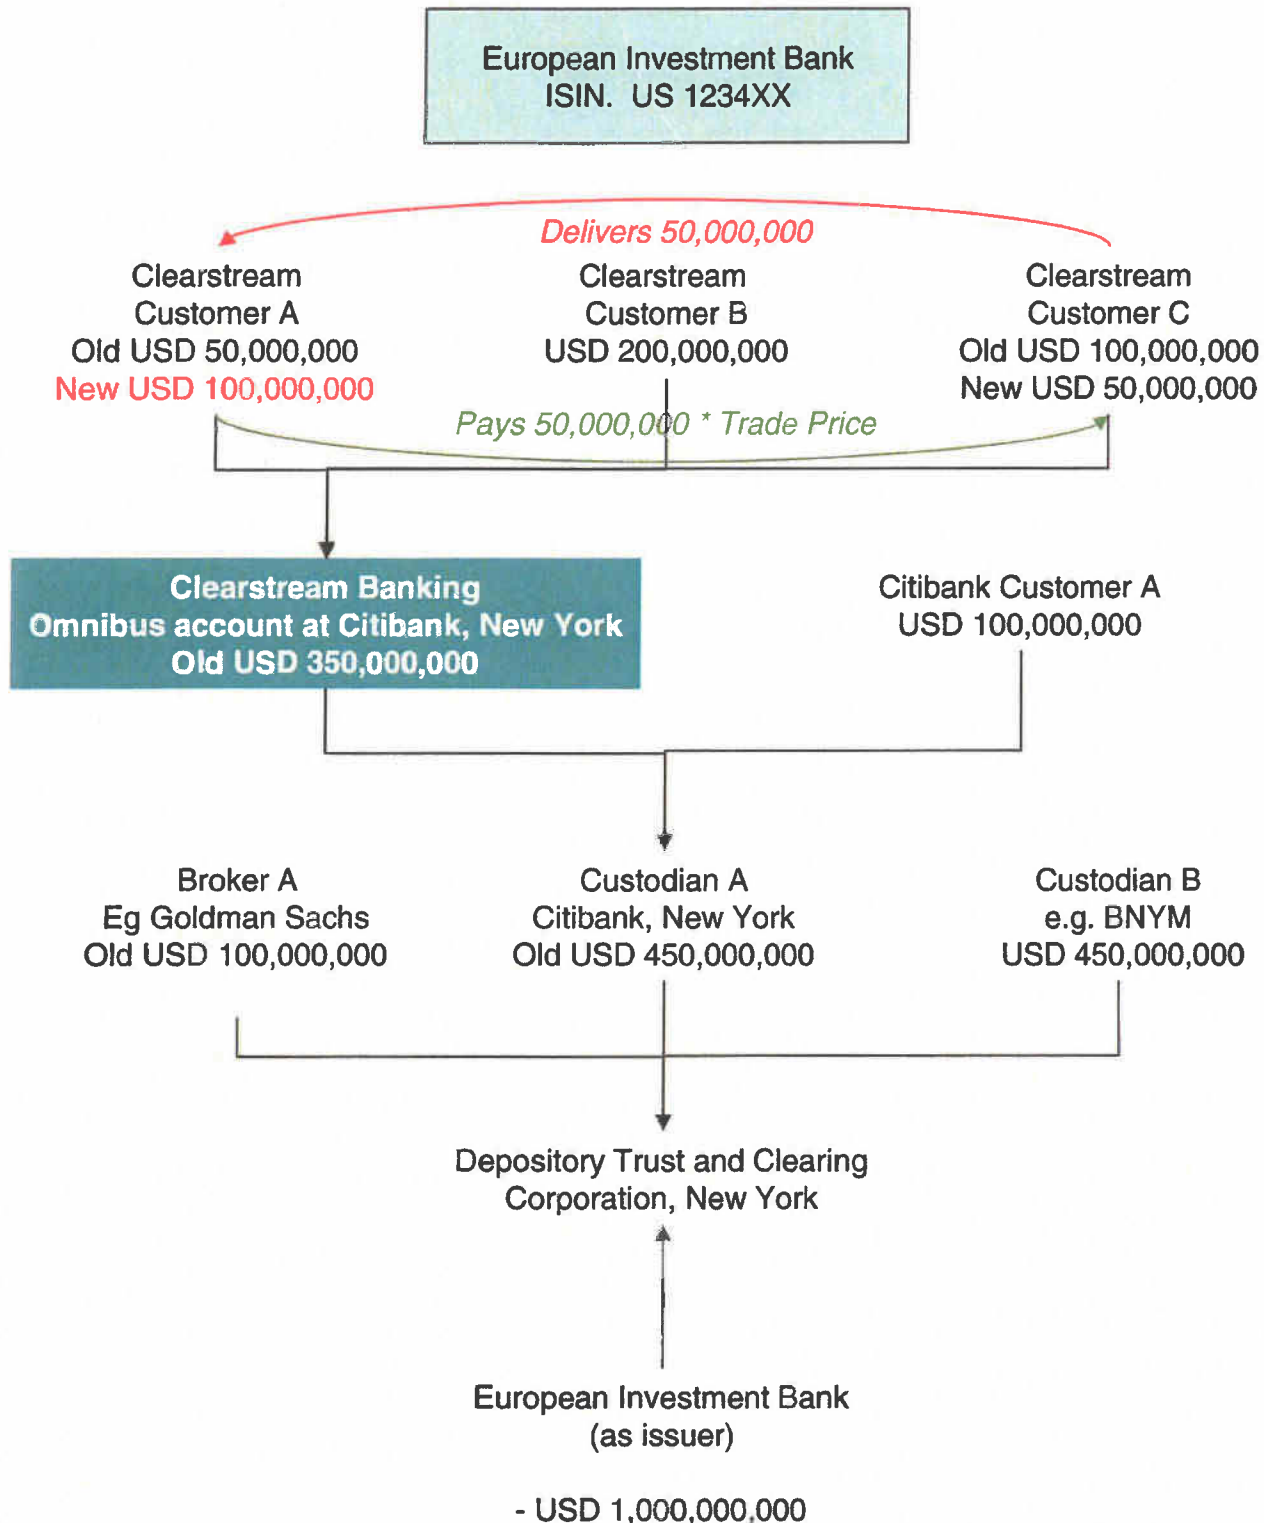 European Investment Bank
ISIN.  US 1234XX
Delivers 50,000,000
Clearstream
Customer A
Old USD 50,000,000
New USD 100,000,000
Clearstream
Customer B
USD 200,000,000
Clearstream
Customer C
Old USD 100,000,000
New USD 50,000,000
Pays 50,000,000 * Trade Price
Clearstream Banking
Omnibus account at Citibank, New York
Old USD 350,000,000
Citibank Customer A
USD 100,000,000
Broker A
Eg Goldman Sachs
Old USD 100,000,000
Custodian A
Citibank, New York
Old USD 450,000,000
Custodian B
e.g. BNYM
USD 450,000,000
Depository Trust and Clearing
Corporation, New York
European Investment Bank
(as issuer)
- USD 1,000,000,000